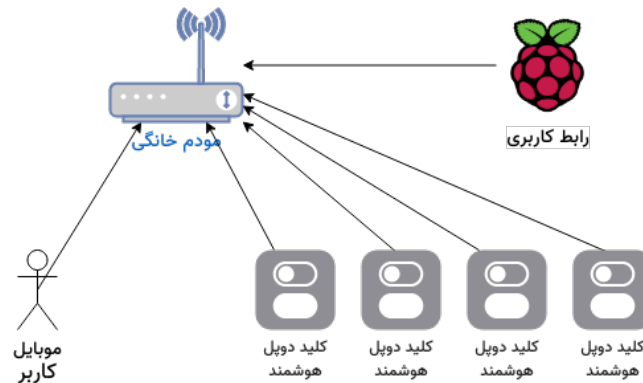 رابط کاربری
مودم خانگی
موبایل
کاربر
کلید دوپل
هوشمند
کلید دوپل
هوشمند
کلید دوپل
هوشمند
کلید دوپل
هوشمند